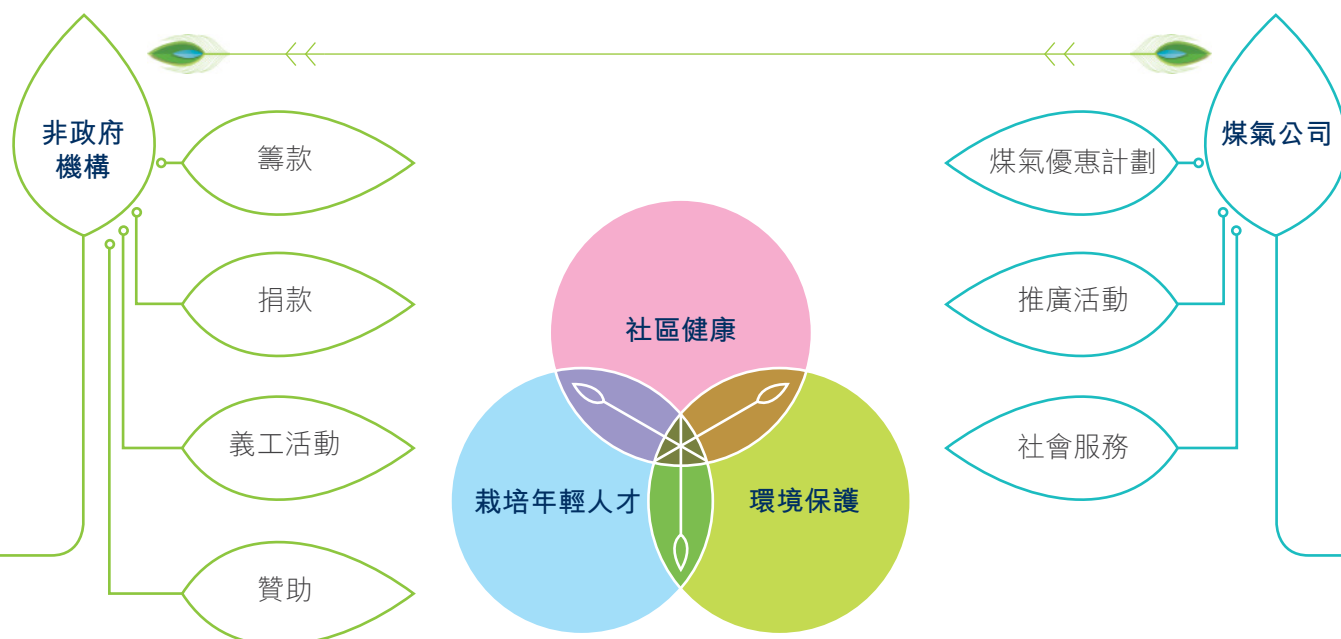 非政府
機構
籌款
捐款
義工活動
贊助
社區健康
栽培年輕人才
環境保護
煤氣公司
煤氣優惠計劃
推廣活動
社會服務